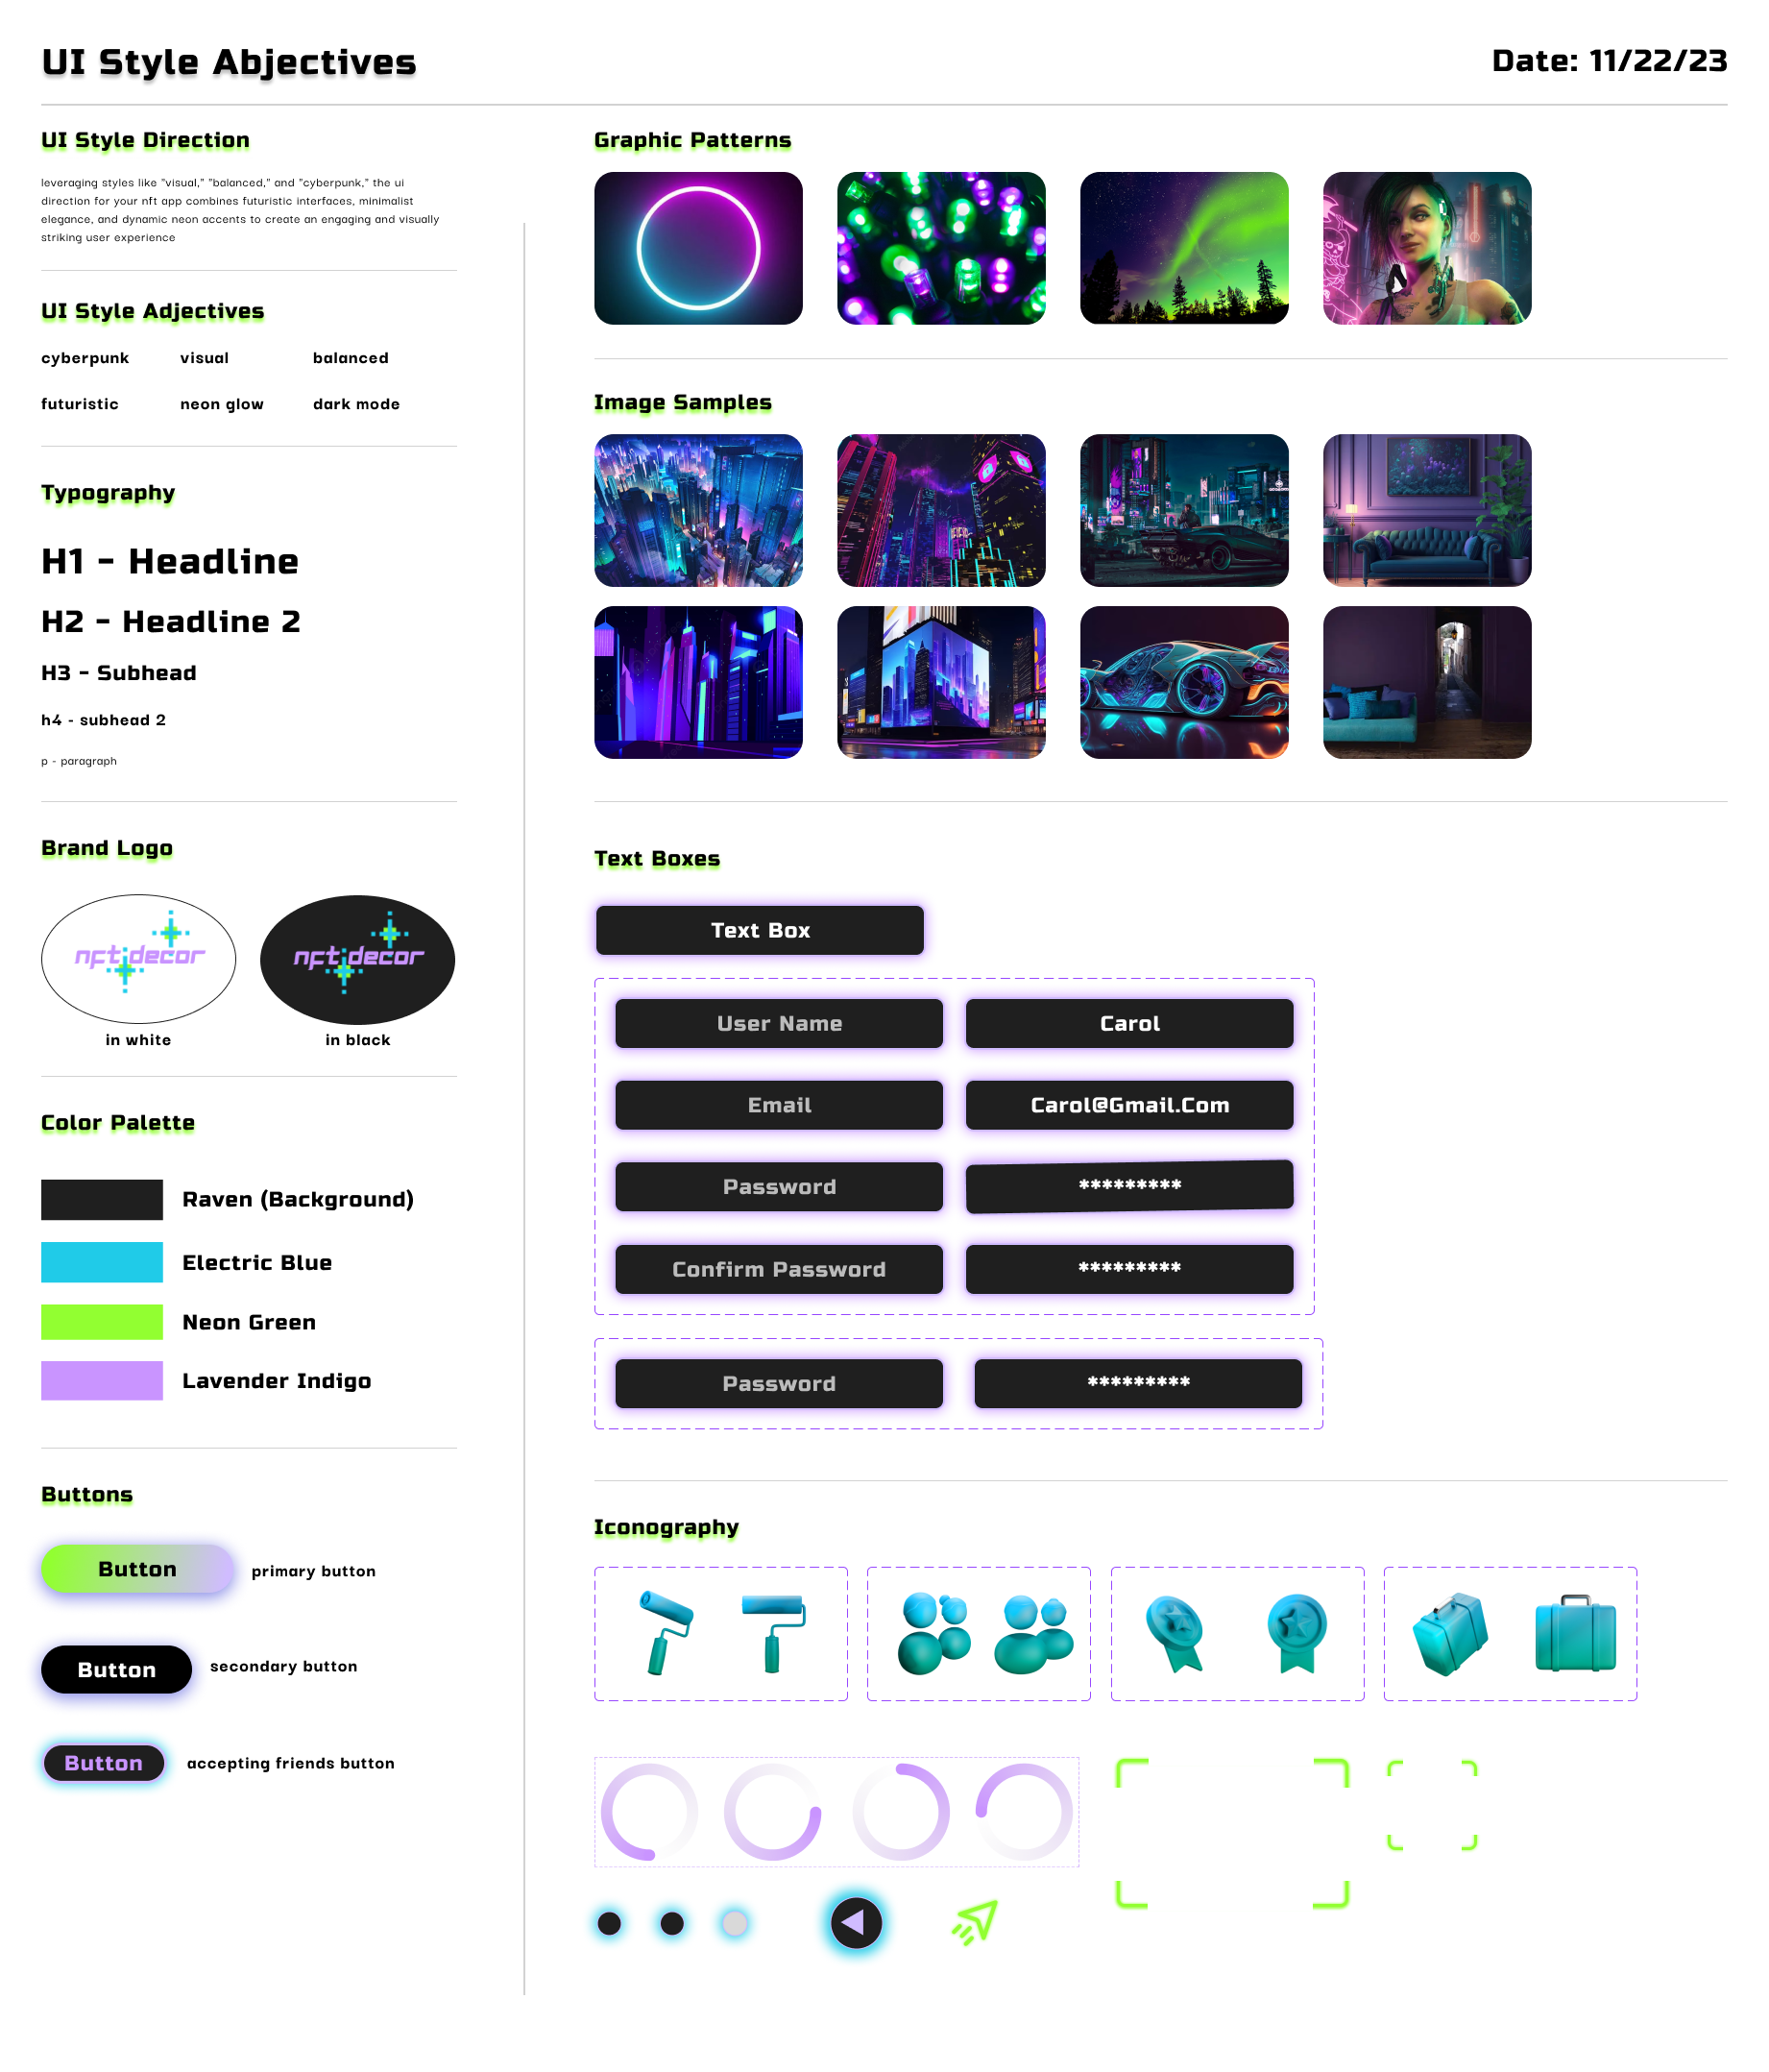 UI Style Abjectives
Date: 11/22/23
UI Style Direction
leveraging styles like "visual," "balanced," and "cyberpunk," the ui
direction for your nft app combines futuristic interfaces, minimalist
elegance, and dynamic neon accents to create an engaging and visually
striking user experience
UI Style Adjectives
cyberpunk visual balanced
futuristic neon glow dark mode
Typography
H1 - Headline
H2 - Headline 2
H3 - Subhead
h4 - subhead 2
p - paragraph
Brand Logo
nft decor
nft decor
in white
in black
Color Palette
Raven (Background)
Electric Blue
Neon Green
Lavender Indigo
Buttons
Button
primary button
Button
secondary button
Button
accepting friends button
Graphic Patterns
Image Samples
Text Boxes
Text Box
User Name
Carol
Email
Carol@Gmail.Com
Password
*********
Confirm Password
*********
Password
*********
Iconography